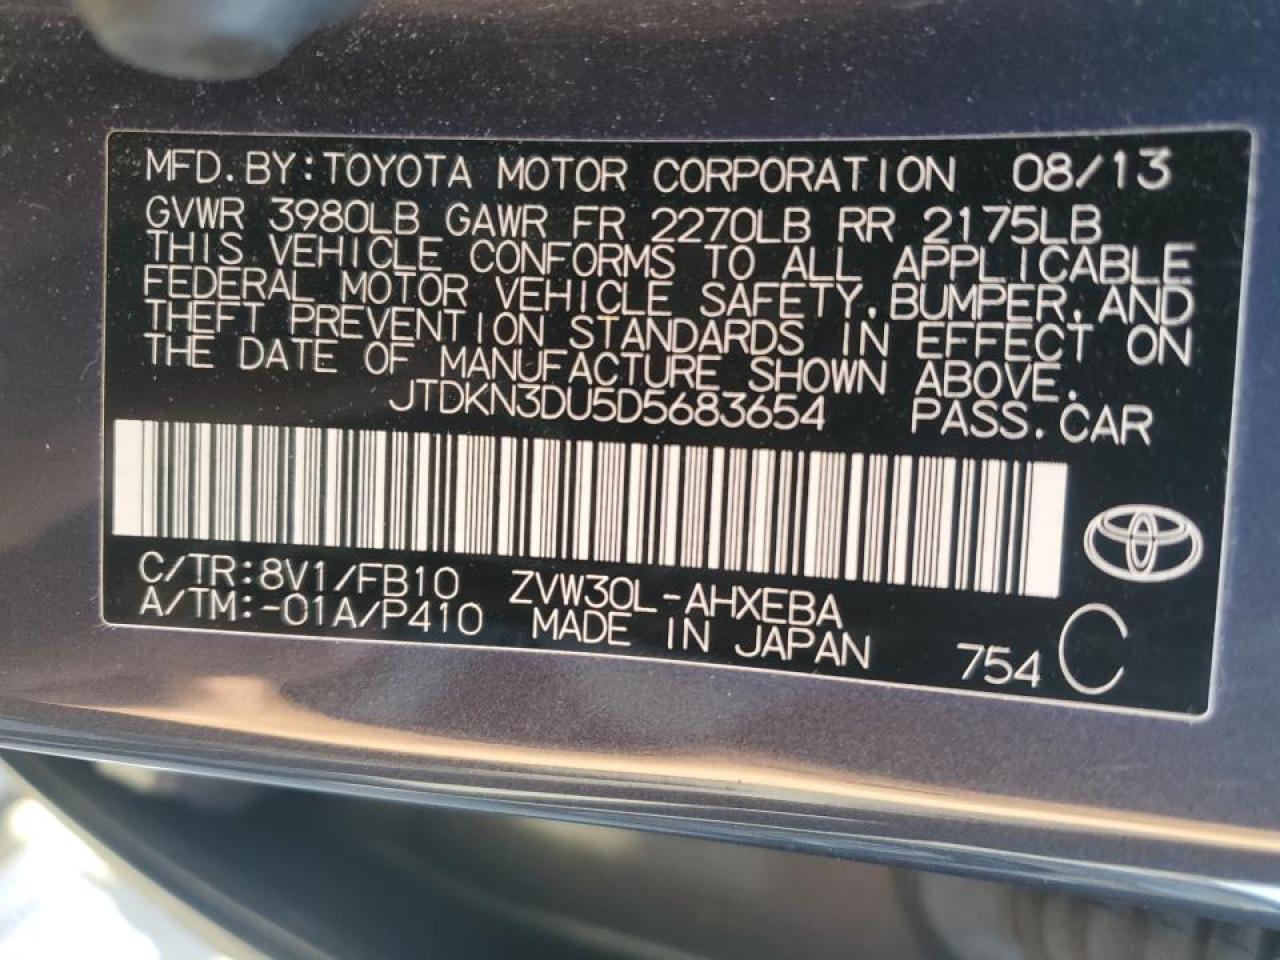 MFD. BY: TOYOTA MOTOR CORPORATION 08/13
GVWR 3980LB GAWR FR 2270LB RR 2175LB
THIS VEHICLE CONFORMS TO ALL APPLICABLE
FEDERAL MOTOR VEHICLE SAFETY, BUMPER, AND
THEFT PREVENTION STANDARDS IN EFFECT ON
THE DATE OF MANUFACTURE SHOWN ABOVE.
JTDKN3DU5D5683654 PASS. CAR
C/TR:8V1/FB10 ZVW30L-AHXEBA
A/TM:-01A/P410 MADE IN JAPAN 754 C